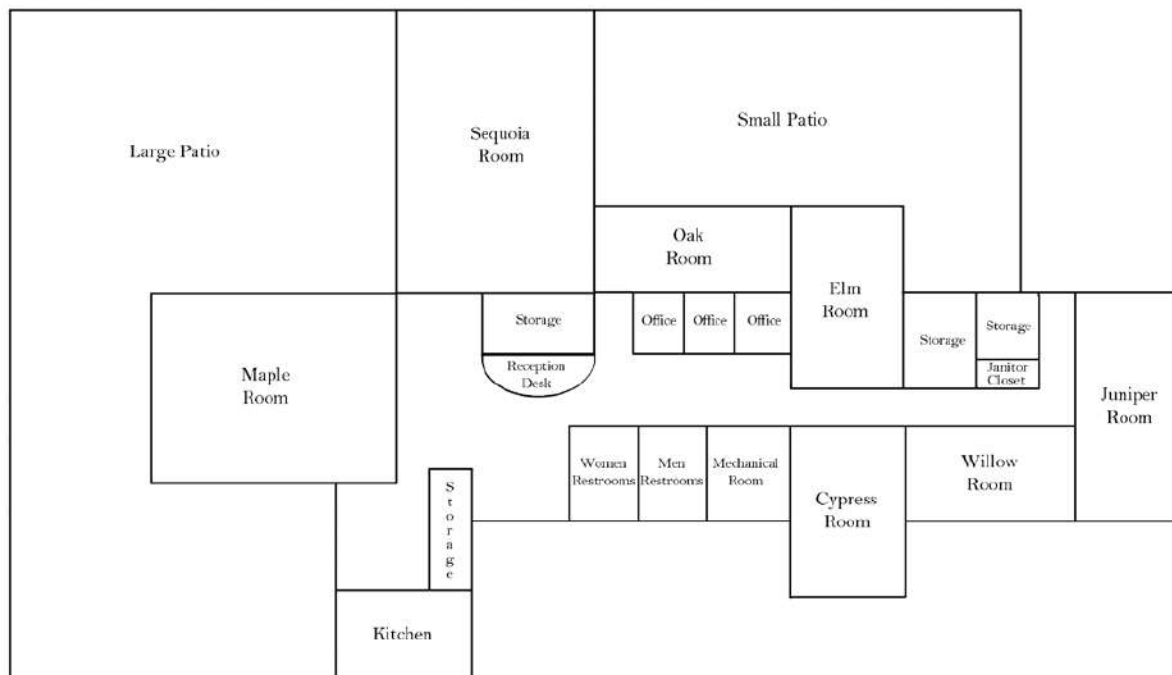 Large Patio
Sequoia
Room
Small Patio
Oak
Room
Elm
Room
Storage
Office
Office
Office
Storage
Storage
Janitor
Closet
Reception
Desk
Maple
Room
Juniper
Room
Women
Restrooms
Men
Restrooms
Mechanical
Room
Cypress
Room
Willow
Room
S
t
o
r
a
g
e
Kitchen